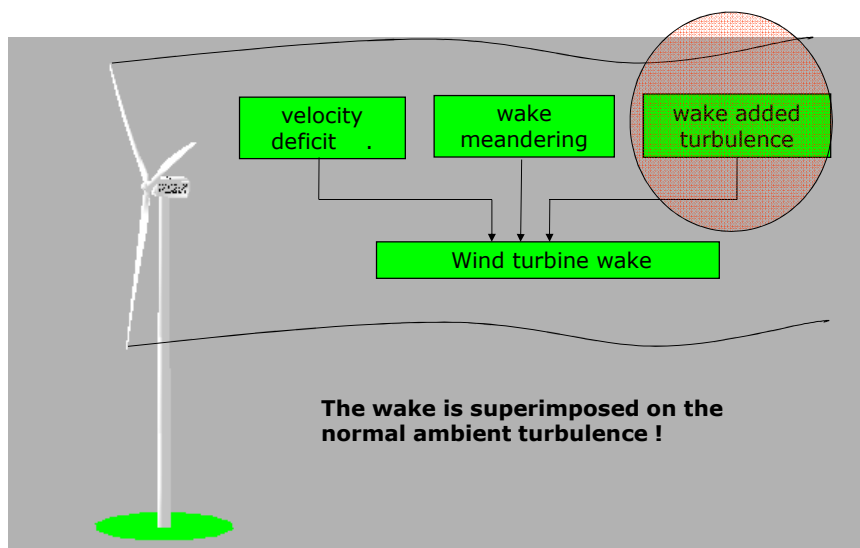 velocity
deficit .
wake
meandering
wake added
turbulence
Wind turbine wake
The wake is superimposed on the
normal ambient turbulence !